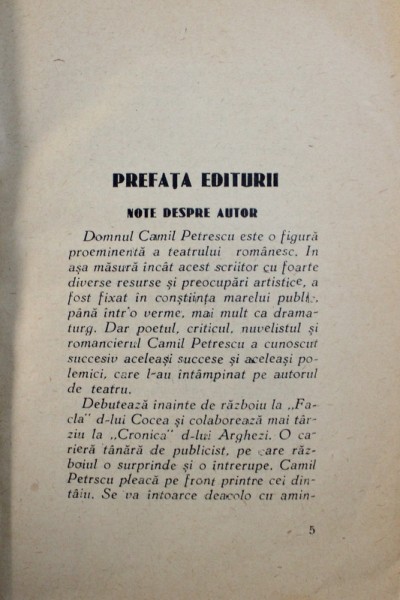 PREFAȚA EDITURII
NOTE DESPRE AUTOR
Domnul Camil Petrescu este o figură
proeminentă a teatrului românesc. In
așa măsură încât acest scriitor cu foarte
diverse resurse și preocupări artistice, a
fost fixat în conștiința marelui public,
până într'o verme, mai mult ca drama-
turg. Dar poetul, criticul, nuvelistul și
romancierul Camil Petrescu a cunoscut
succesiv aceleași succese și aceleași po-
lemici, care l-au întâmpinat pe autorul
de teatru.
Debutează înainte de războiu la ,,Fa-
cla" d-lui Cocea și colaborează mai târ-
ziu la ,,Cronica" d-lui Arghezi. O ca-
rieră tânără de publicist, pe care răz-
boiul o surprinde și o întrerupe. Camil
Petrscu pleacă pe front printre cei din-
tâiu. Se va întoarce deacolo cu amin-
5